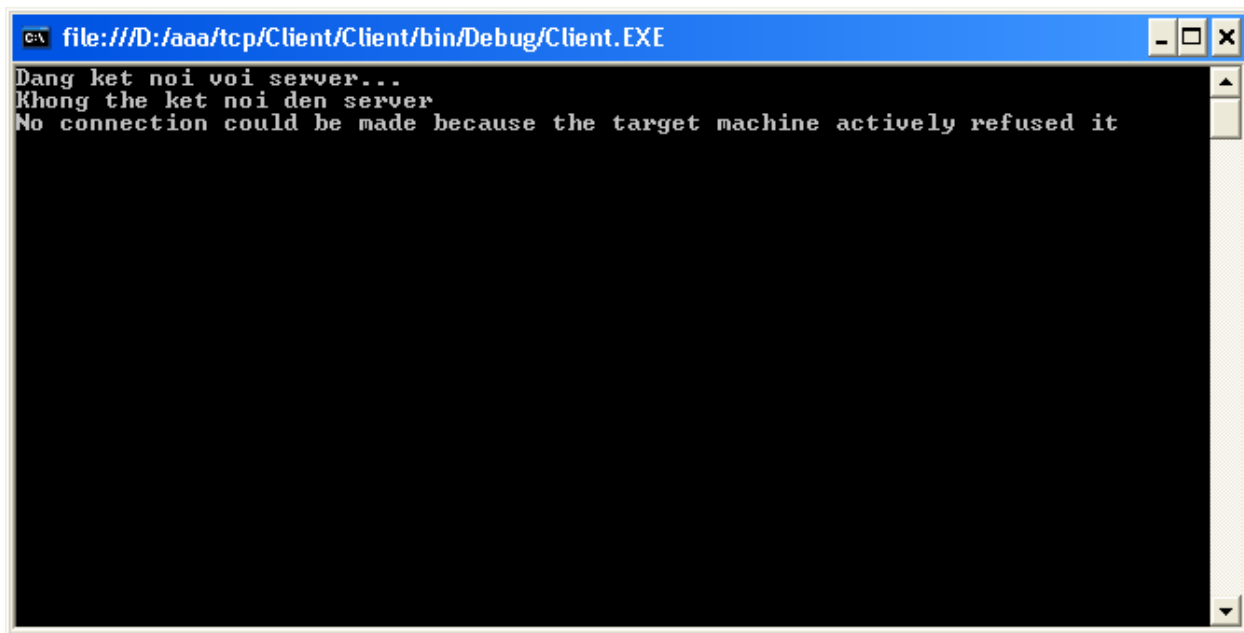 file:///D:/aaa/tcp/Client/Client/bin/Debug/Client.EXE
Dang ket noi voi server...
Khong the ket noi den server
No connection could be made because the target machine actively refused it